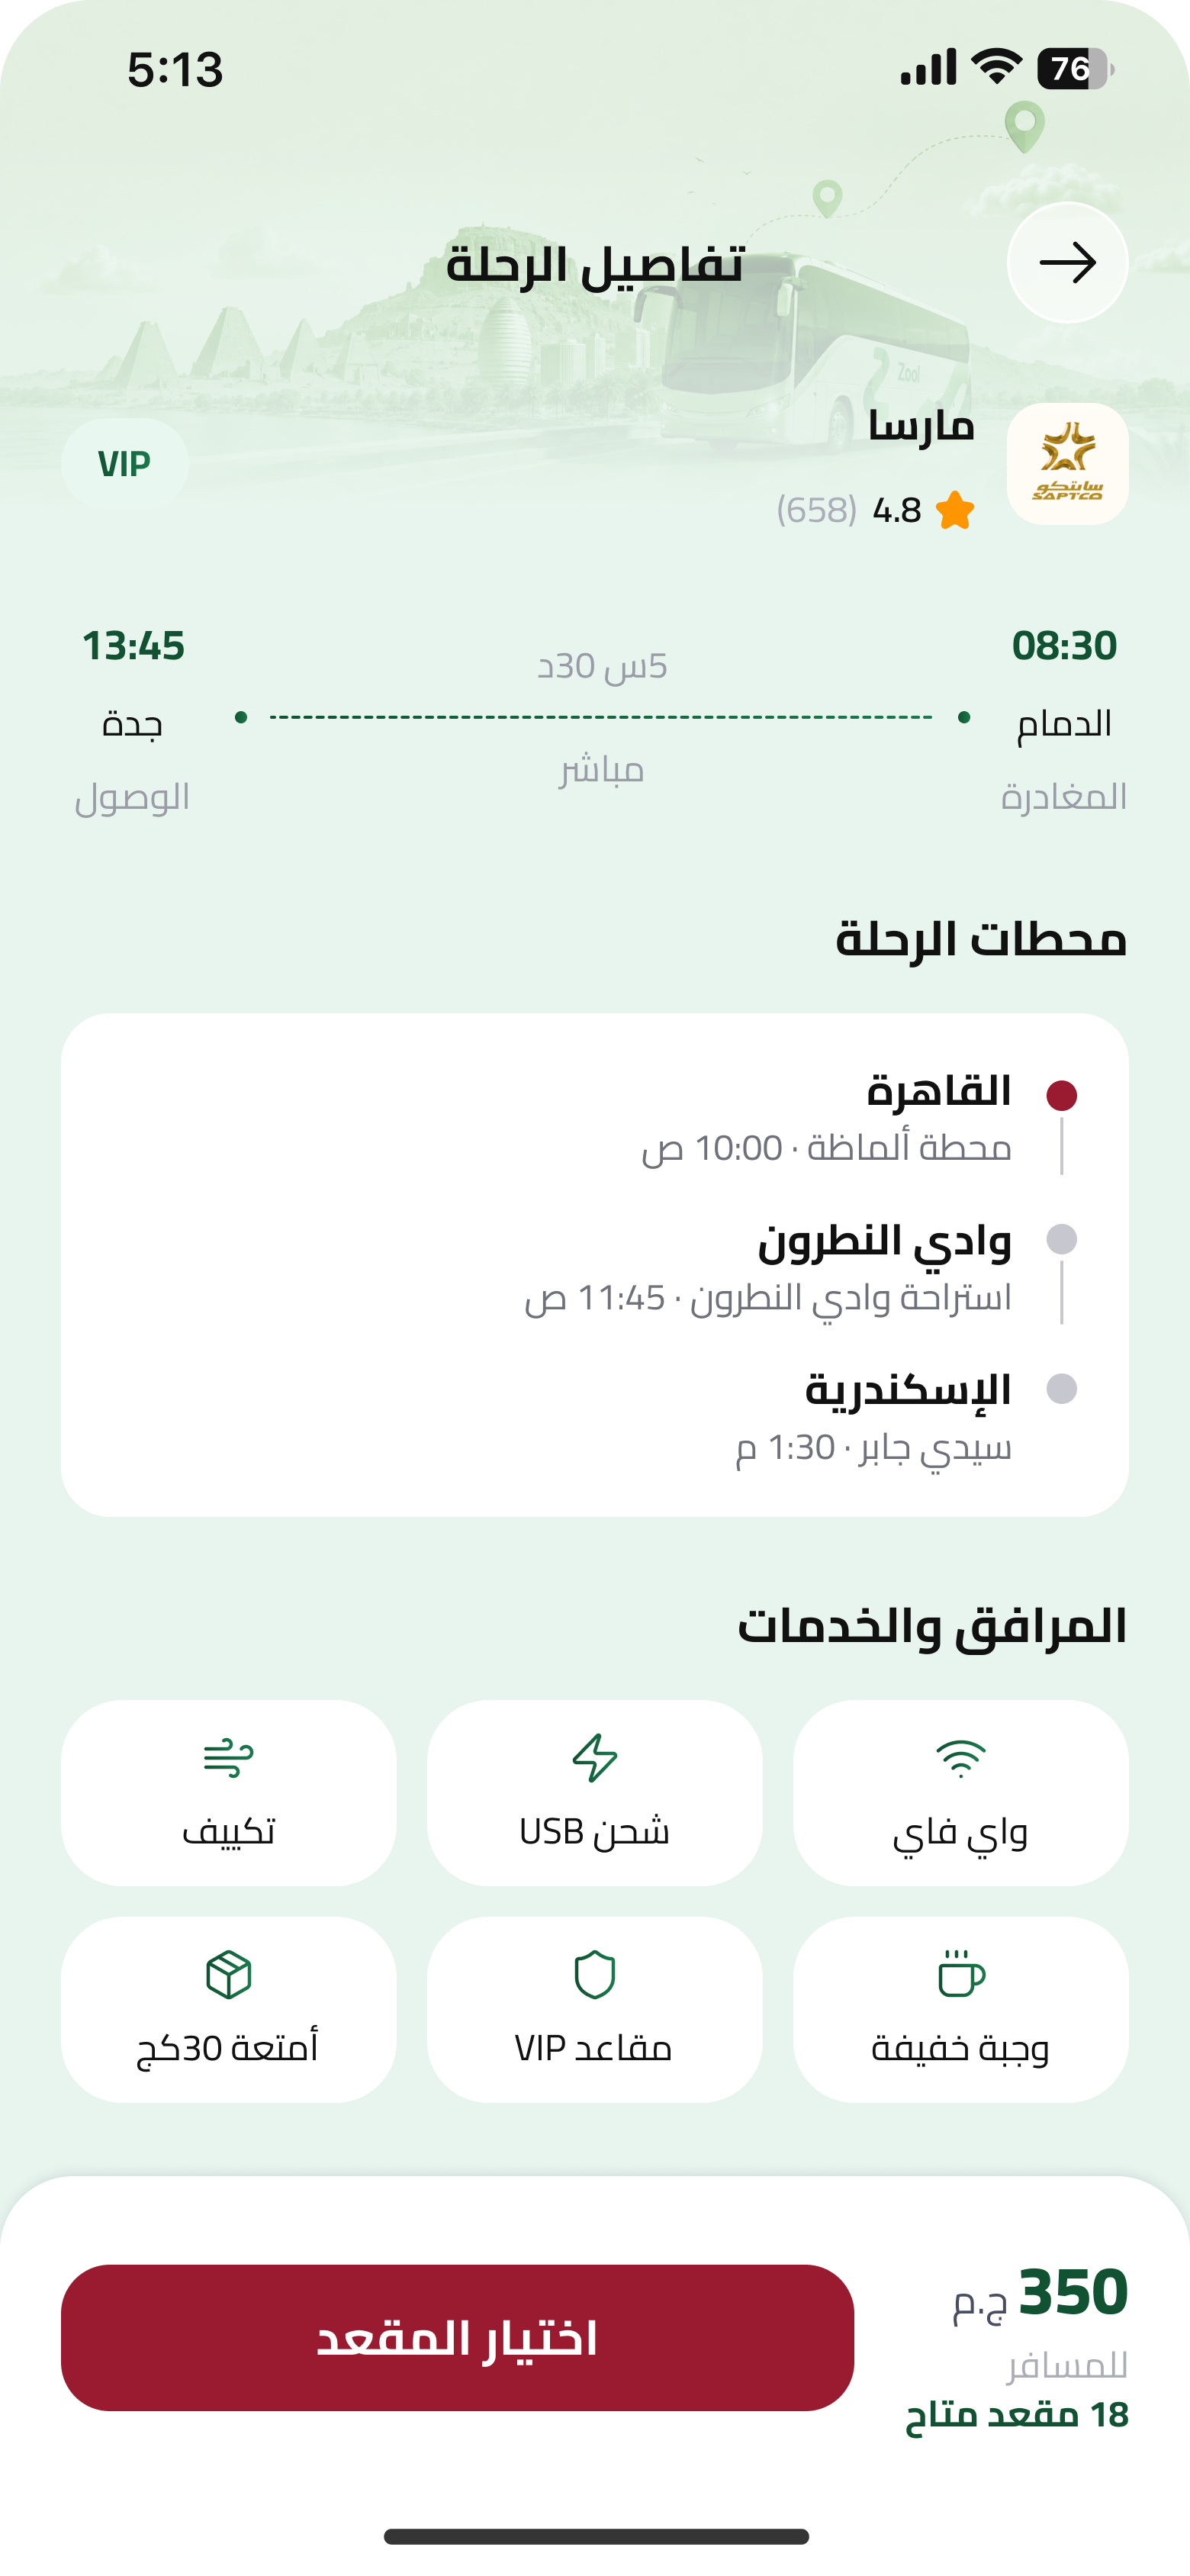 5:13
76
تفاصيل الرحلة
Zool
سابتكو
SAPTCO
مارسا
4.8 (658)
VIP
08:30
الدمام
المغادرة
5س 30د
مباشر
13:45
جدة
الوصول
محطات الرحلة
القاهرة
محطة ألماظة · 10:00 ص
وادي النطرون
استراحة وادي النطرون · 11:45 ص
الإسكندرية
سيدي جابر · 1:30 م
المرافق والخدمات
واي فاي
شحن USB
تكييف
وجبة خفيفة
مقاعد VIP
أمتعة 30كج
350 ج.م
للمسافر
18 مقعد متاح
اختيار المقعد